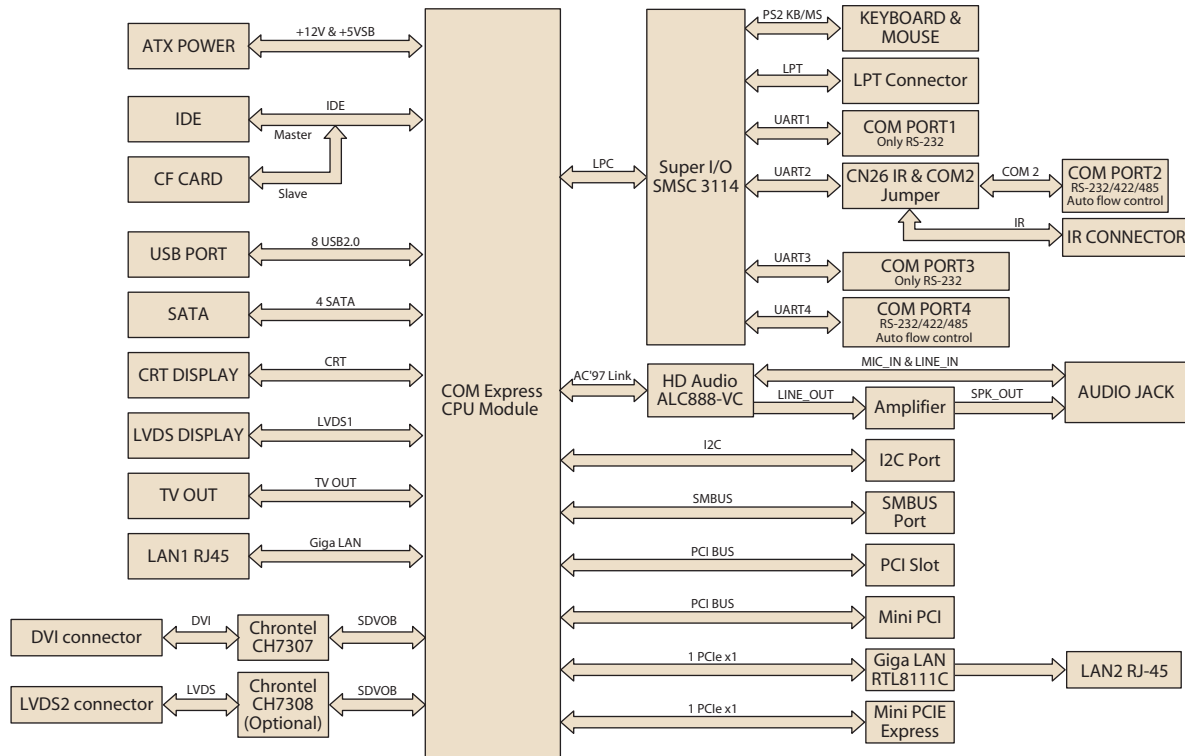 ATX POWER
+12V & +5VSB
IDE
IDE
Master
CF CARD
Slave
USB PORT
8 USB2.0
SATA
4 SATA
CRT DISPLAY
CRT
LVDS DISPLAY
LVDS1
TV OUT
TV OUT
LAN1 RJ45
Giga LAN
DVI connector
DVI
Chrontel
CH7307
SDVOB
LVDS2 connector
LVDS
Chrontel
CH7308
(Optional)
SDVOB
COM Express
CPU Module
LPC
Super I/O
SMSC 3114
PS2 KB/MS
KEYBOARD &
MOUSE
LPT
LPT Connector
UART1
COM PORT1
Only RS-232
UART2
CN26 IR & COM2
Jumper
COM 2
COM PORT2
RS-232/422/485
Auto flow control
IR
IR CONNECTOR
UART3
COM PORT3
Only RS-232
UART4
COM PORT4
RS-232/422/485
Auto flow control
AC'97 Link
HD Audio
ALC888-VC
MIC_IN & LINE_IN
LINE_OUT
Amplifier
SPK_OUT
AUDIO JACK
I2C
I2C Port
SMBUS
SMBUS
Port
PCI BUS
PCI Slot
PCI BUS
Mini PCI
1 PCIe x1
Giga LAN
RTL8111C
LAN2 RJ-45
1 PCIe x1
Mini PCIE
Express